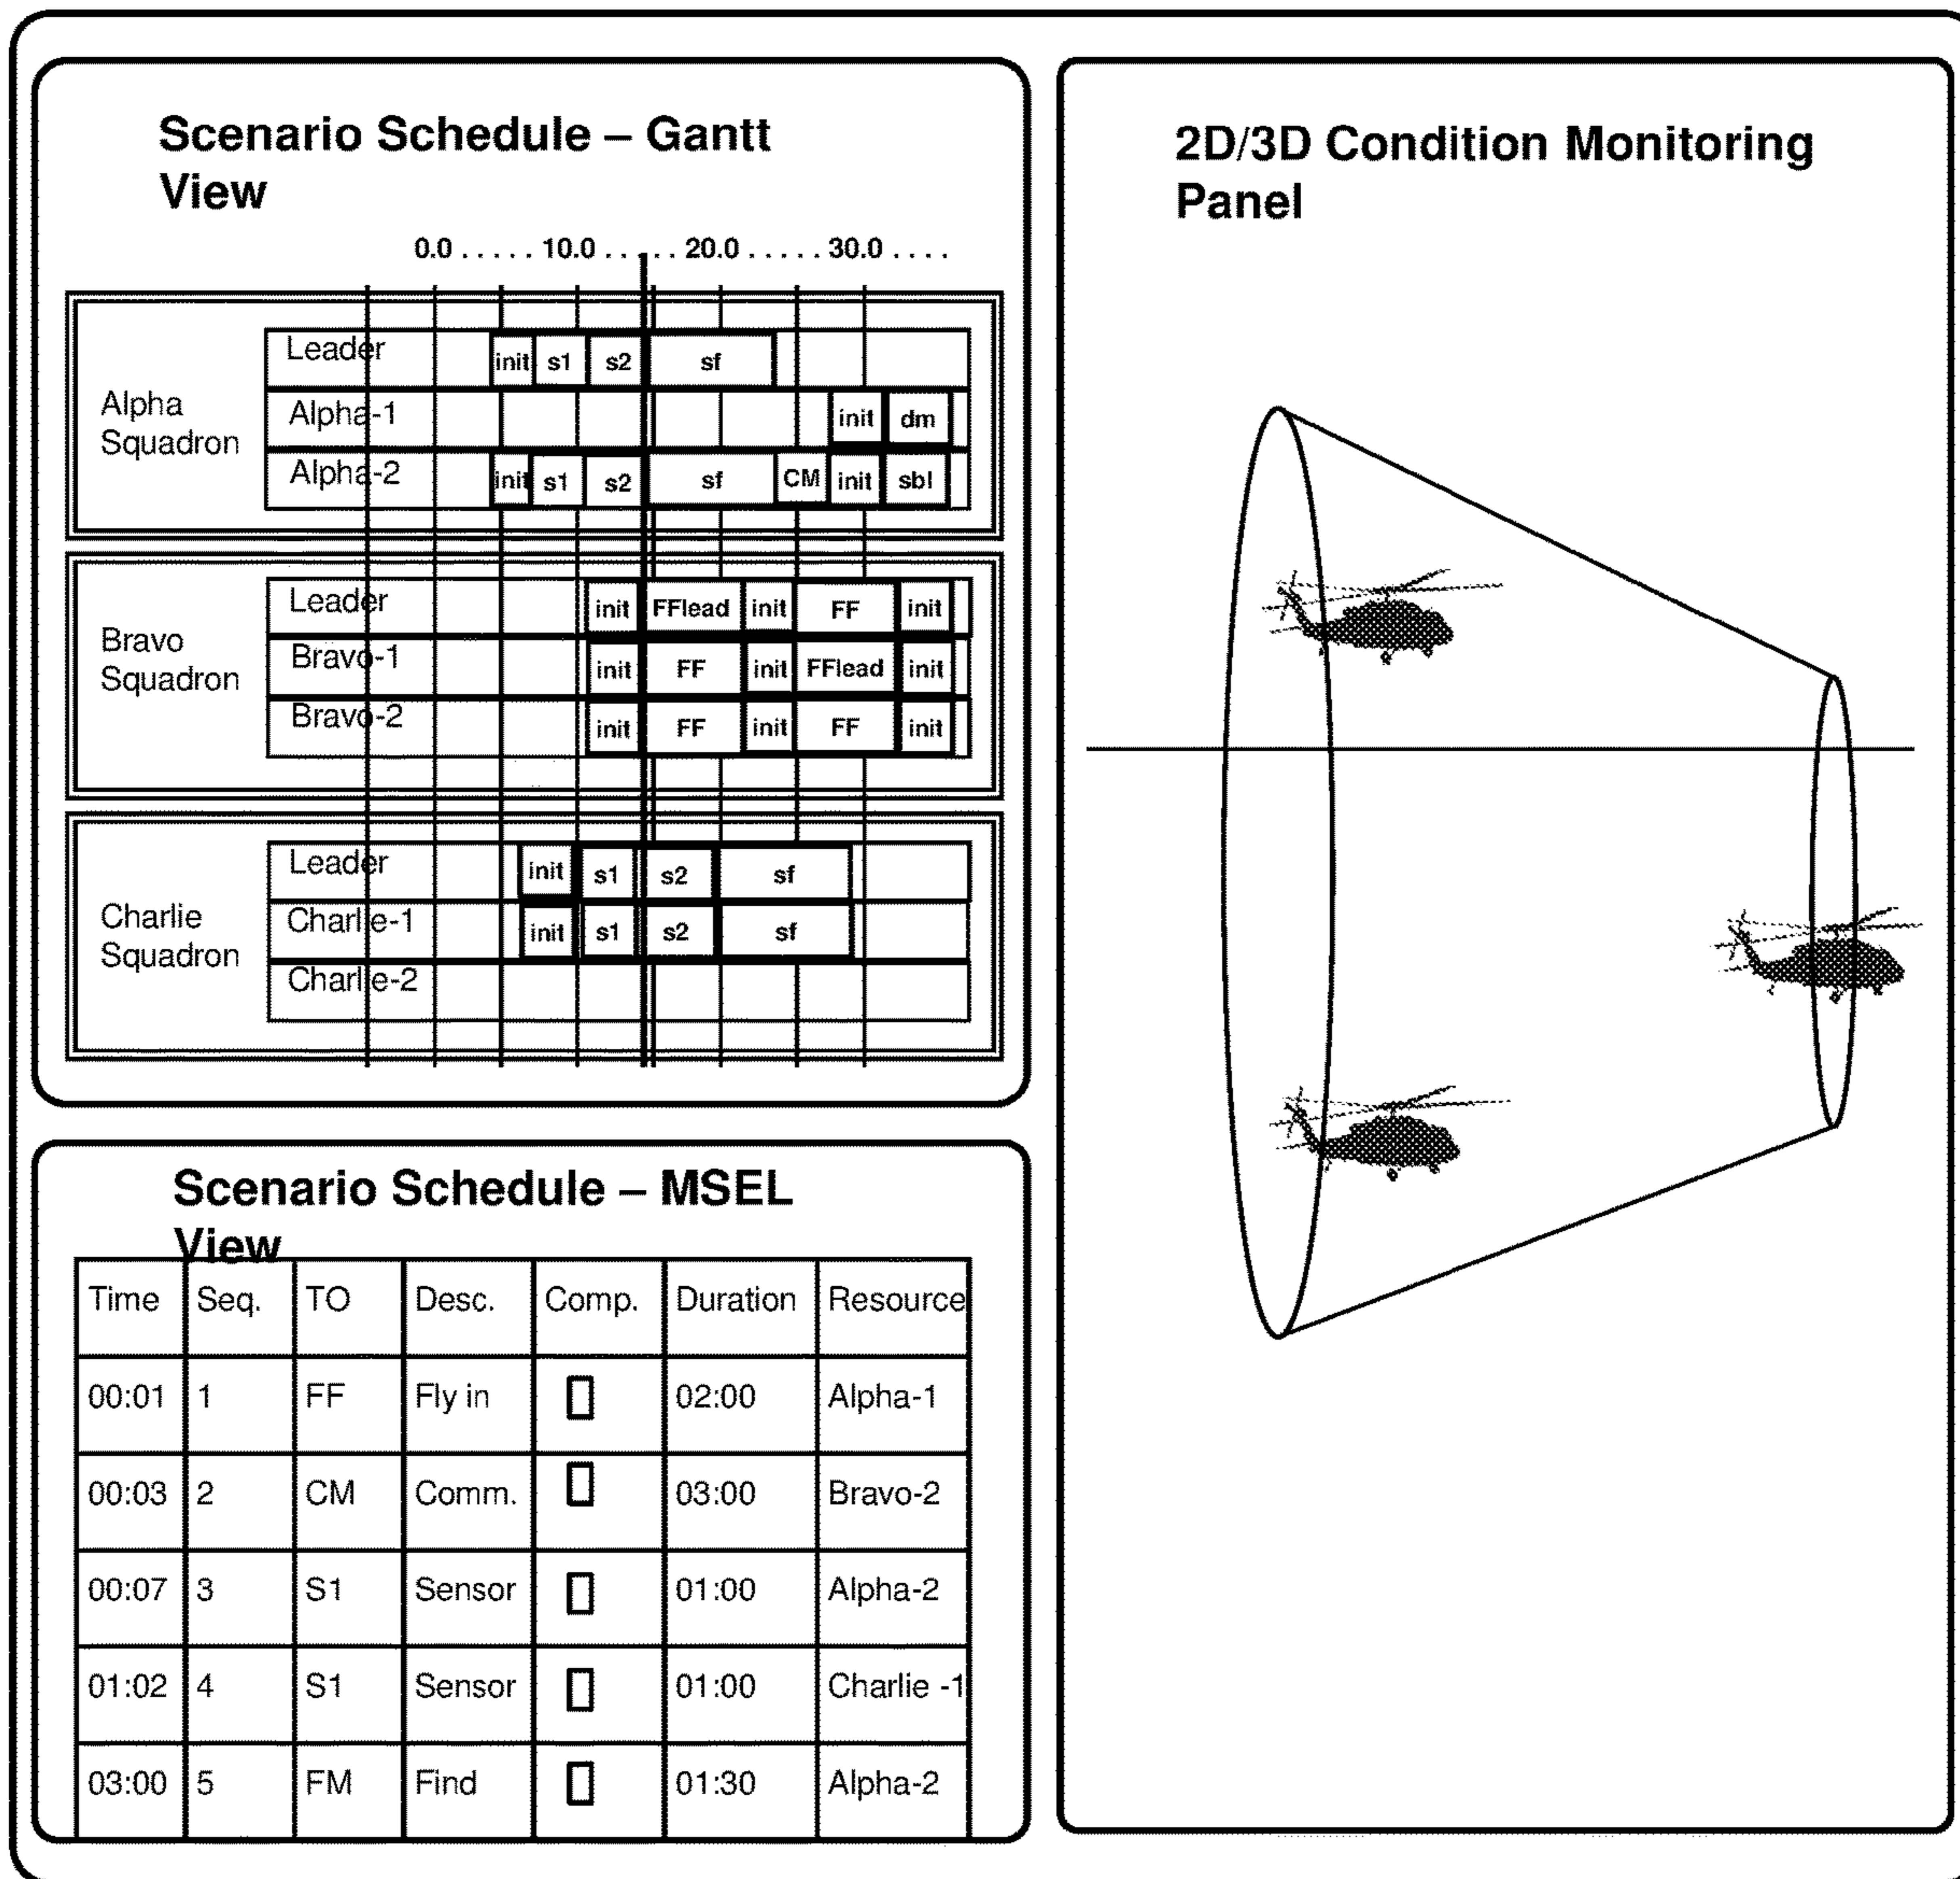 Scenario Schedule – Gantt
View
0.0 ..... 10.0 ..... 20.0 ..... 30.0 ....
Alpha
Squadron
Leader
init s1 s2 sf
Alpha-1
init dm
Alpha-2
init s1 s2 sf CM init sbl
Bravo
Squadron
Leader
init FFlead init FF init
Bravo-1
init FF init FFlead init
Bravo-2
init FF init FF init
Charlie
Squadron
Leader
init s1 s2 sf
Charlie-1
init s1 s2 sf
Charlie-2
Scenario Schedule – MSEL
View
Time Seq. TO Desc. Comp. Duration Resource
00:01 1 FF Fly in 02:00 Alpha-1
00:03 2 CM Comm. 03:00 Bravo-2
00:07 3 S1 Sensor 01:00 Alpha-2
01:02 4 S1 Sensor 01:00 Charlie -1
03:00 5 FM Find 01:30 Alpha-2
2D/3D Condition Monitoring
Panel